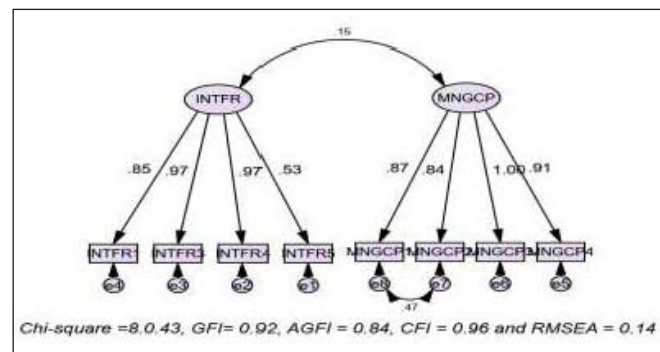 .15
INTFR MNGCP
.85 .97 .97 .53 .87 .84 1.00 .91
INTFR1 INTFR3 INTFR4 INTFR5 MNGCP1 MNGCP2 MNGCP3 MNGCP4
e4 e3 e2 e1 e8 e7 e6 e5
.47
Chi-square =8.0.43, GFI= 0.92, AGFI = 0.84, CFI = 0.96 and RMSEA = 0.14